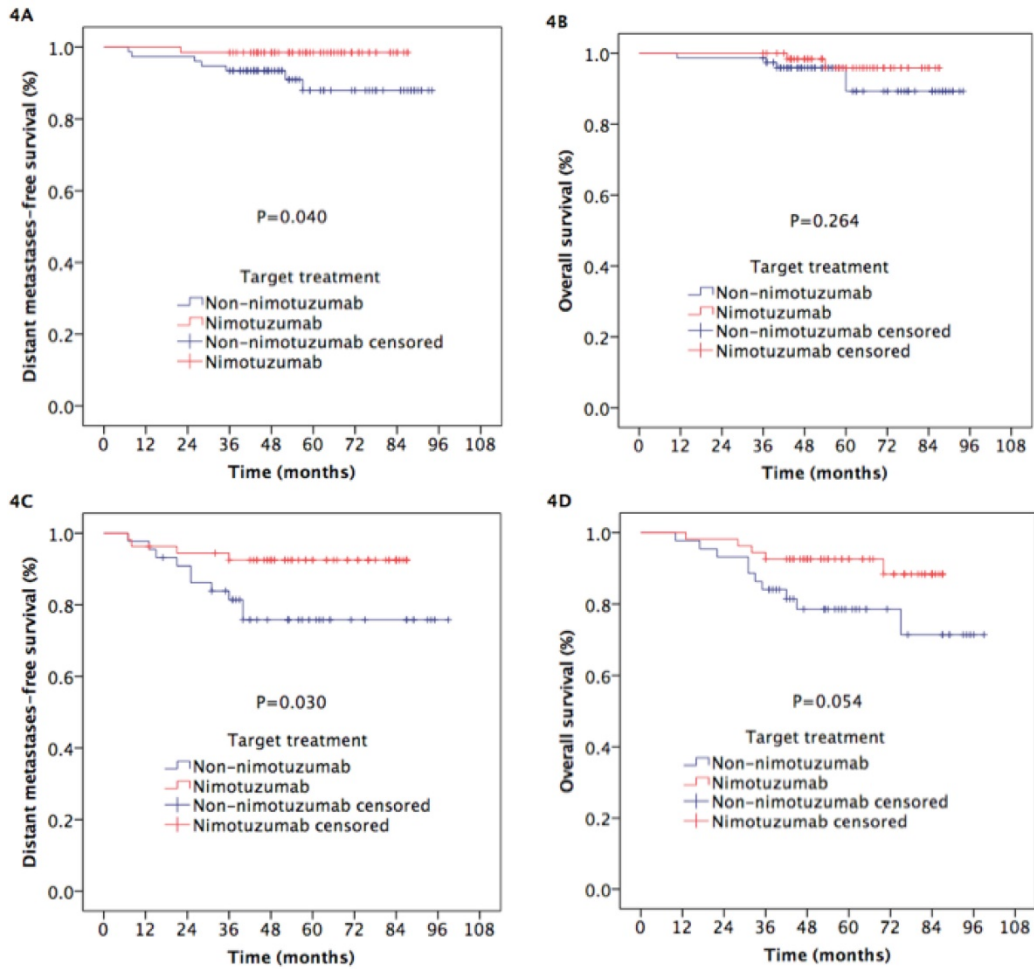 4A
Distant metastases-free survival (%)
1.0
0.8
0.6
0.4
0.2
0.0
P=0.040
Target treatment
Non-nimotuzumab
Nimotuzumab
Non-nimotuzumab censored
Nimotuzumab
0 12 24 36 48 60 72 84 96 108
Time (months)
4B
Overall survival (%)
1.0
0.8
0.6
0.4
0.2
0.0
P=0.264
Target treatment
Non-nimotuzumab
Nimotuzumab
Non-nimotuzumab censored
Nimotuzumab censored
0 12 24 36 48 60 72 84 96 108
Time (months)
4C
Distant metastases-free survival (%)
1.0
0.8
0.6
0.4
0.2
0.0
P=0.030
Target treatment
Non-nimotuzumab
Nimotuzumab
Non-nimotuzumab censored
Nimotuzumab censored
0 12 24 36 48 60 72 84 96 108
Time (months)
4D
Overall survival (%)
1.0
0.8
0.6
0.4
0.2
0.0
P=0.054
Target treatment
Non-nimotuzumab
Nimotuzumab
Non-nimotuzumab censored
Nimotuzumab censored
0 12 24 36 48 60 72 84 96 108
Time (months)